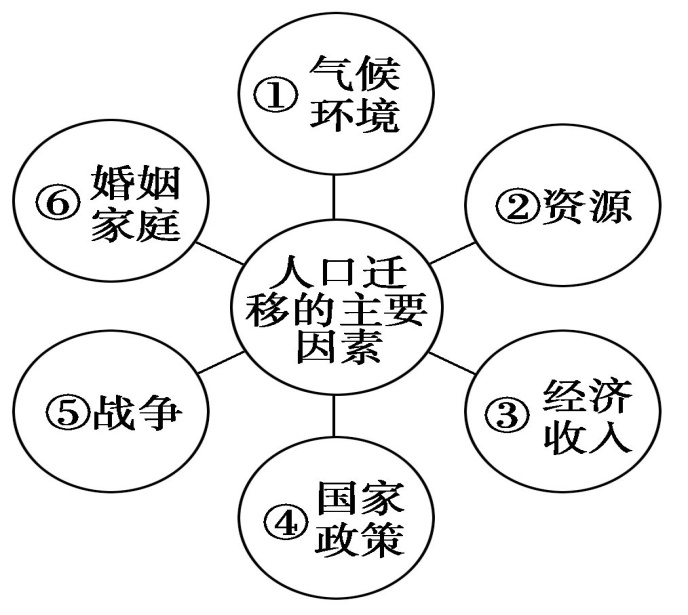 ① 气候
环境
②资源
③ 经济
收入
④ 国家
政策
⑤战争
⑥ 婚姻
家庭
人口迁
移的主要
因素